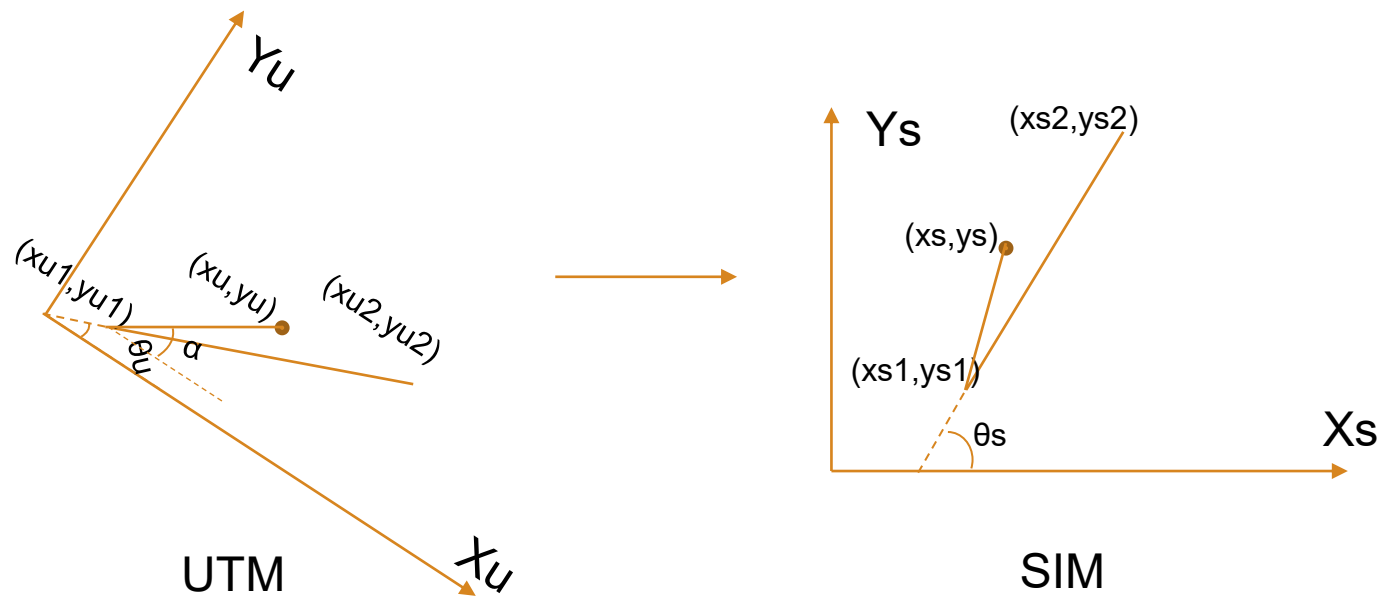 Yu
(xu1,yu1)
(xu,yu)
(xu2,yu2)
θu
α
Xu
UTM
Ys
(xs2,ys2)
(xs,ys)
(xs1,ys1)
θs
Xs
SIM